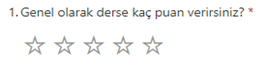 1. Genel olarak derse kaç puan verirsiniz? *